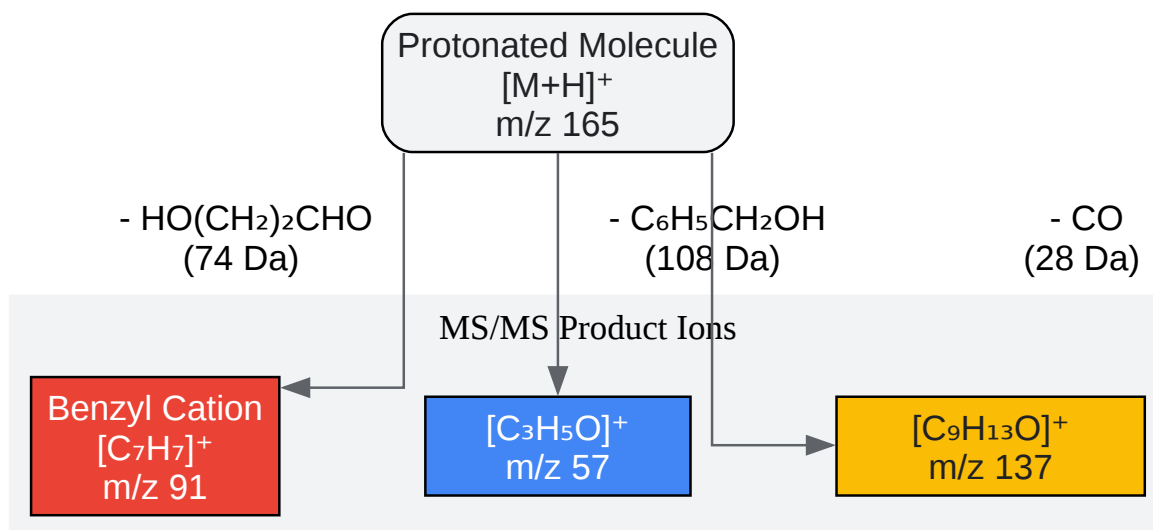 Protonated Molecule
[M+H]⁺
m/z 165
- HO(CH₂)₂CHO
(74 Da)
- C₆H₅CH₂OH
(108 Da)
- CO
(28 Da)
MS/MS Product Ions
Benzyl Cation
[C₇H₇]⁺
m/z 91
[C₃H₅O]⁺
m/z 57
[C₉H₁₃O]⁺
m/z 137